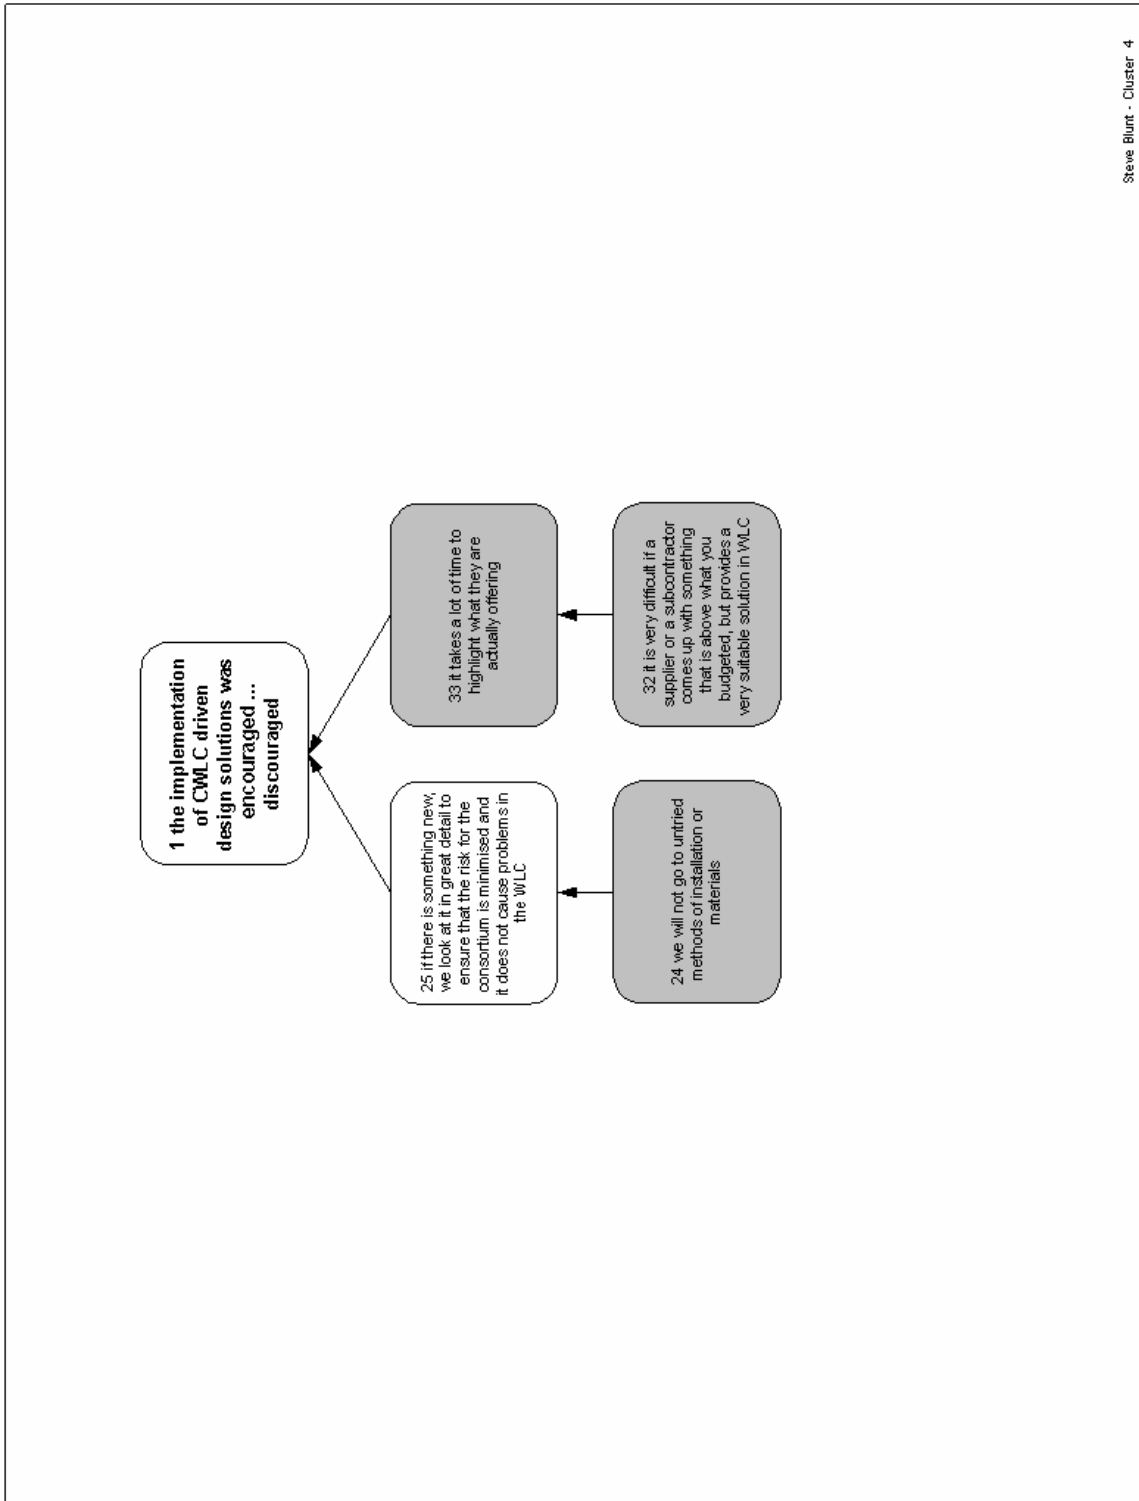 1 the implementation
of CWLC driven
design solutions was
encouraged ...
discouraged
25 if there is something new,
we look at it in great detail to
ensure that the risk for the
consortium is minimised and
it does not cause problems in
the WLC
33 it takes a lot of time to
highlight what they are
actually offering
24 we will not go to untried
methods of installation or
materials
32 it is very difficult if a
supplier or a subcontractor
comes up with something
that is above what you
budgeted, but provides a
very suitable solution in WLC
Steve Blunt - Cluster 4